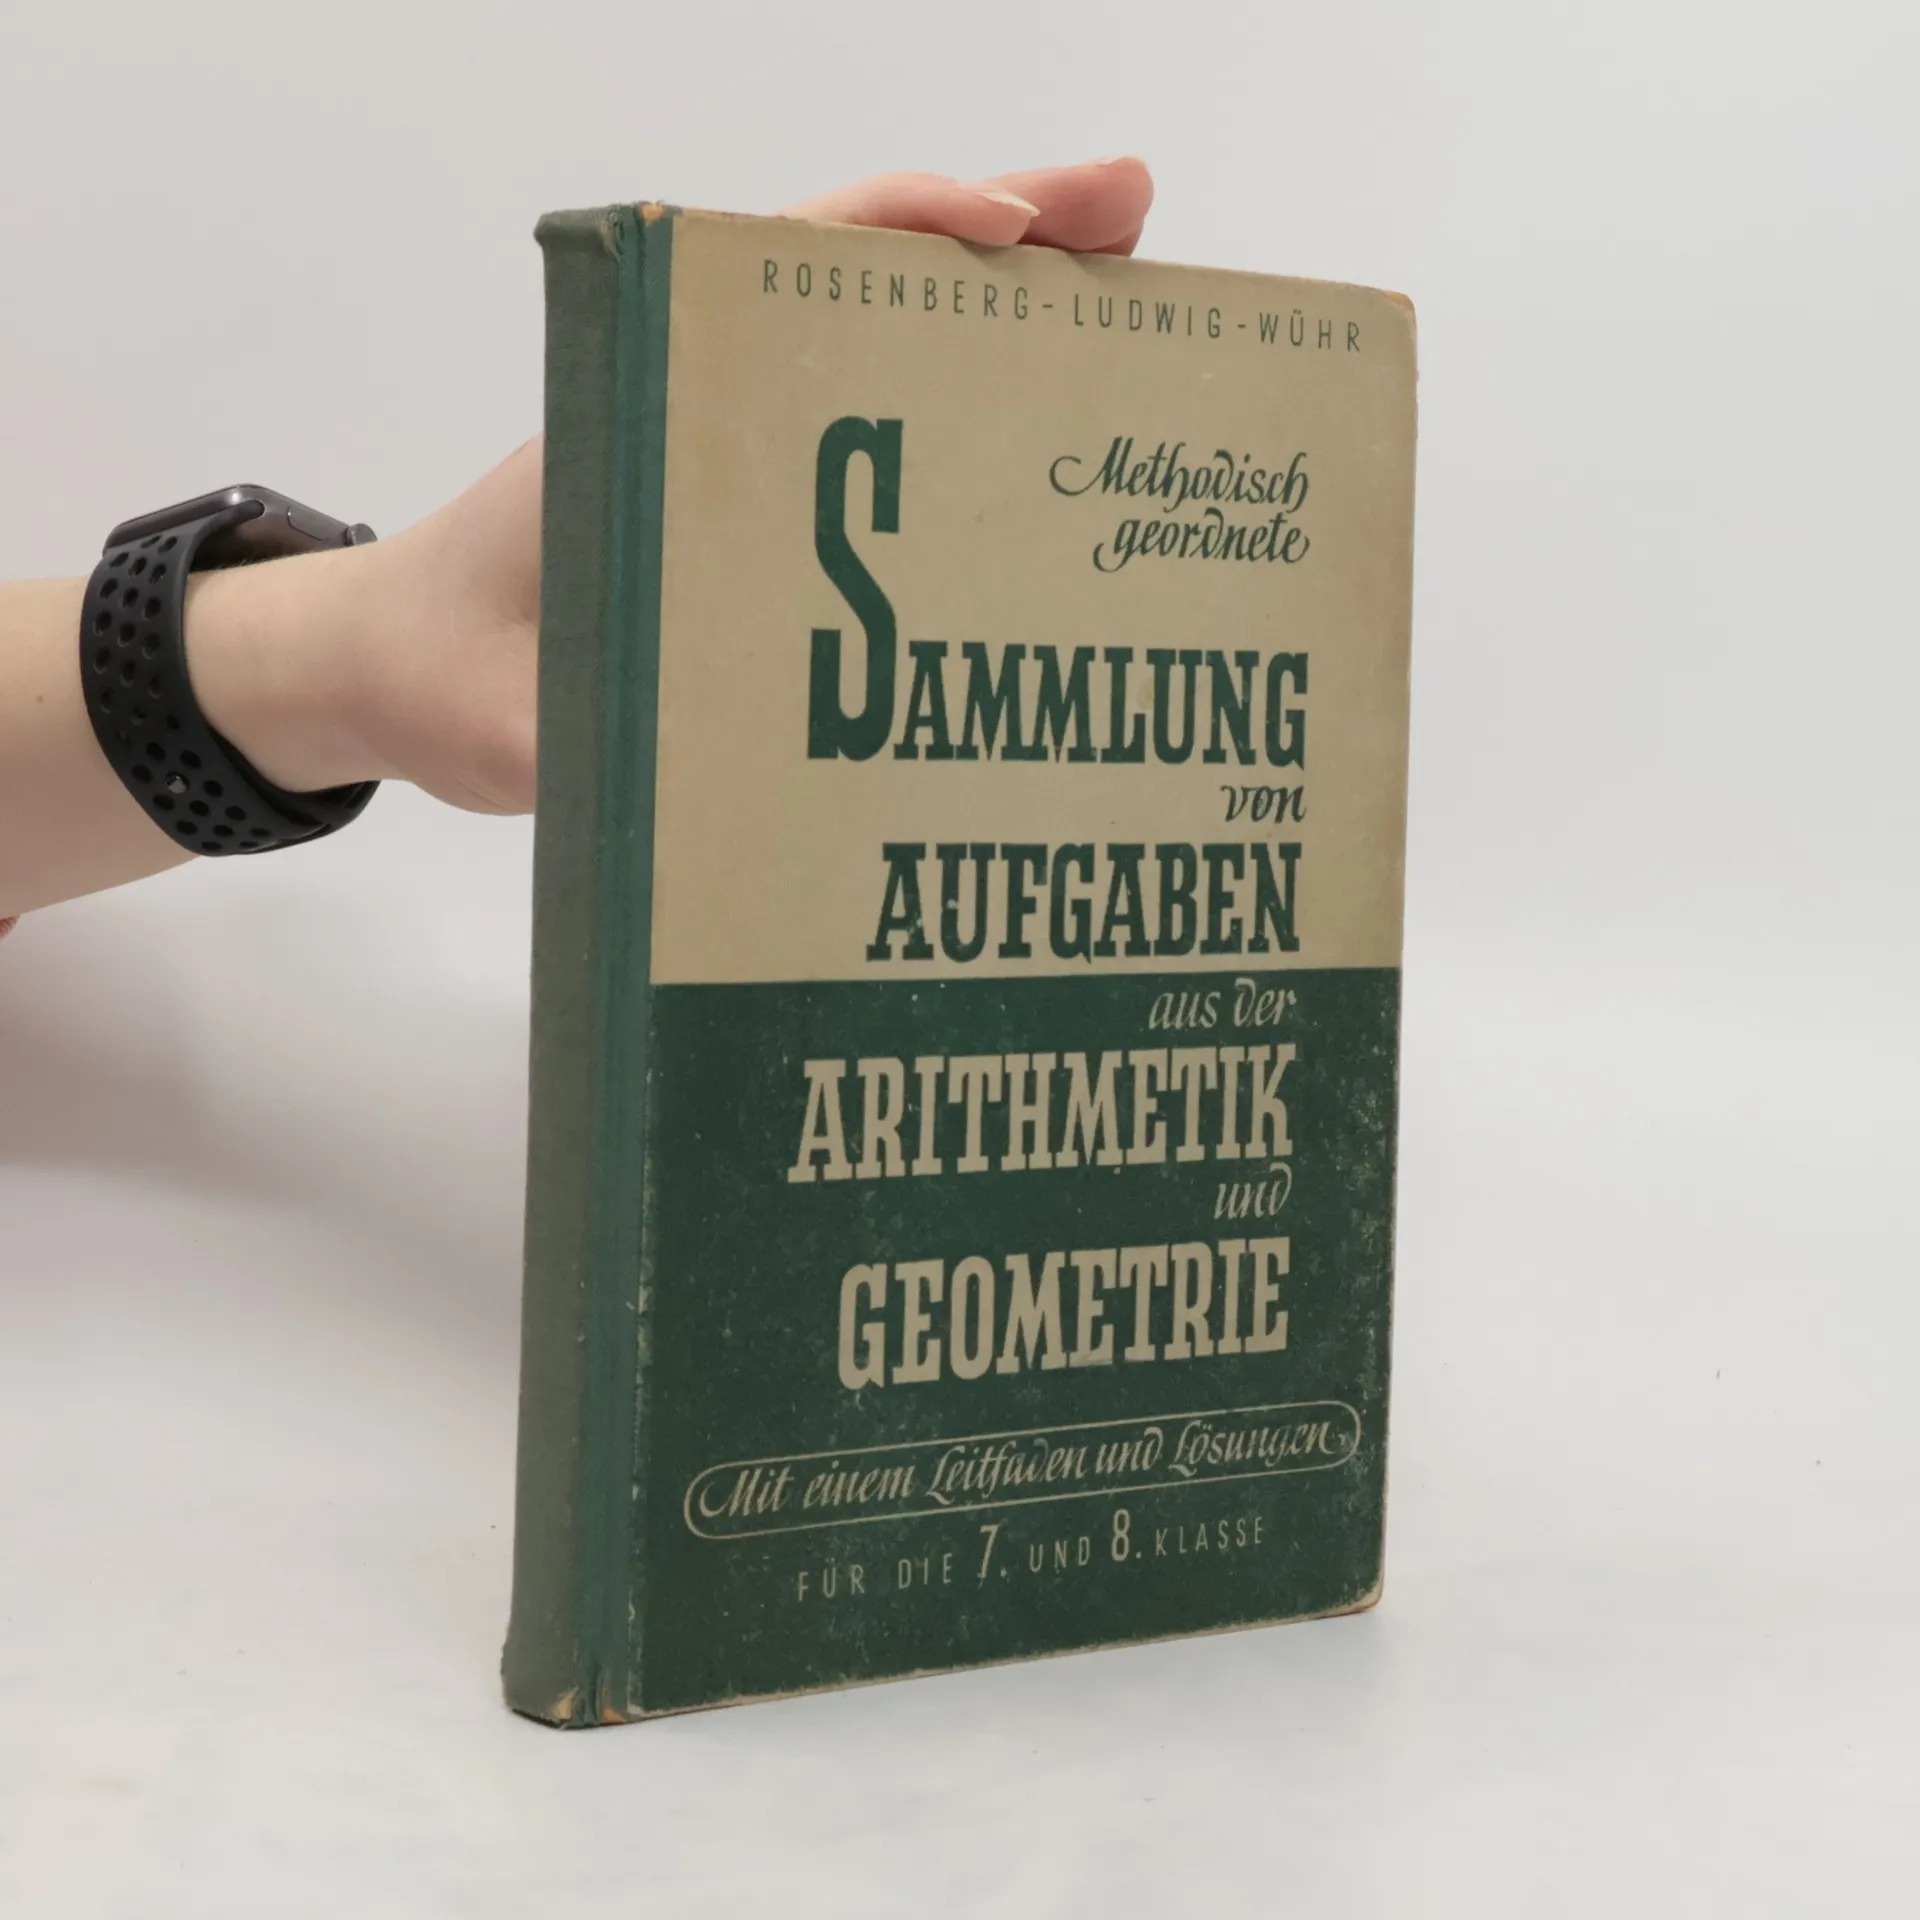 ROSENBERG-LUDWIG-WÜHR
Methodisch
geordnete
SAMMLUNG
von
AUFGABEN
aus der
ARITHMETIK
und
GEOMETRIE
Mit einem Leitfaden und Lösungen
FÜR DIE 7. UND 8. KLASSE